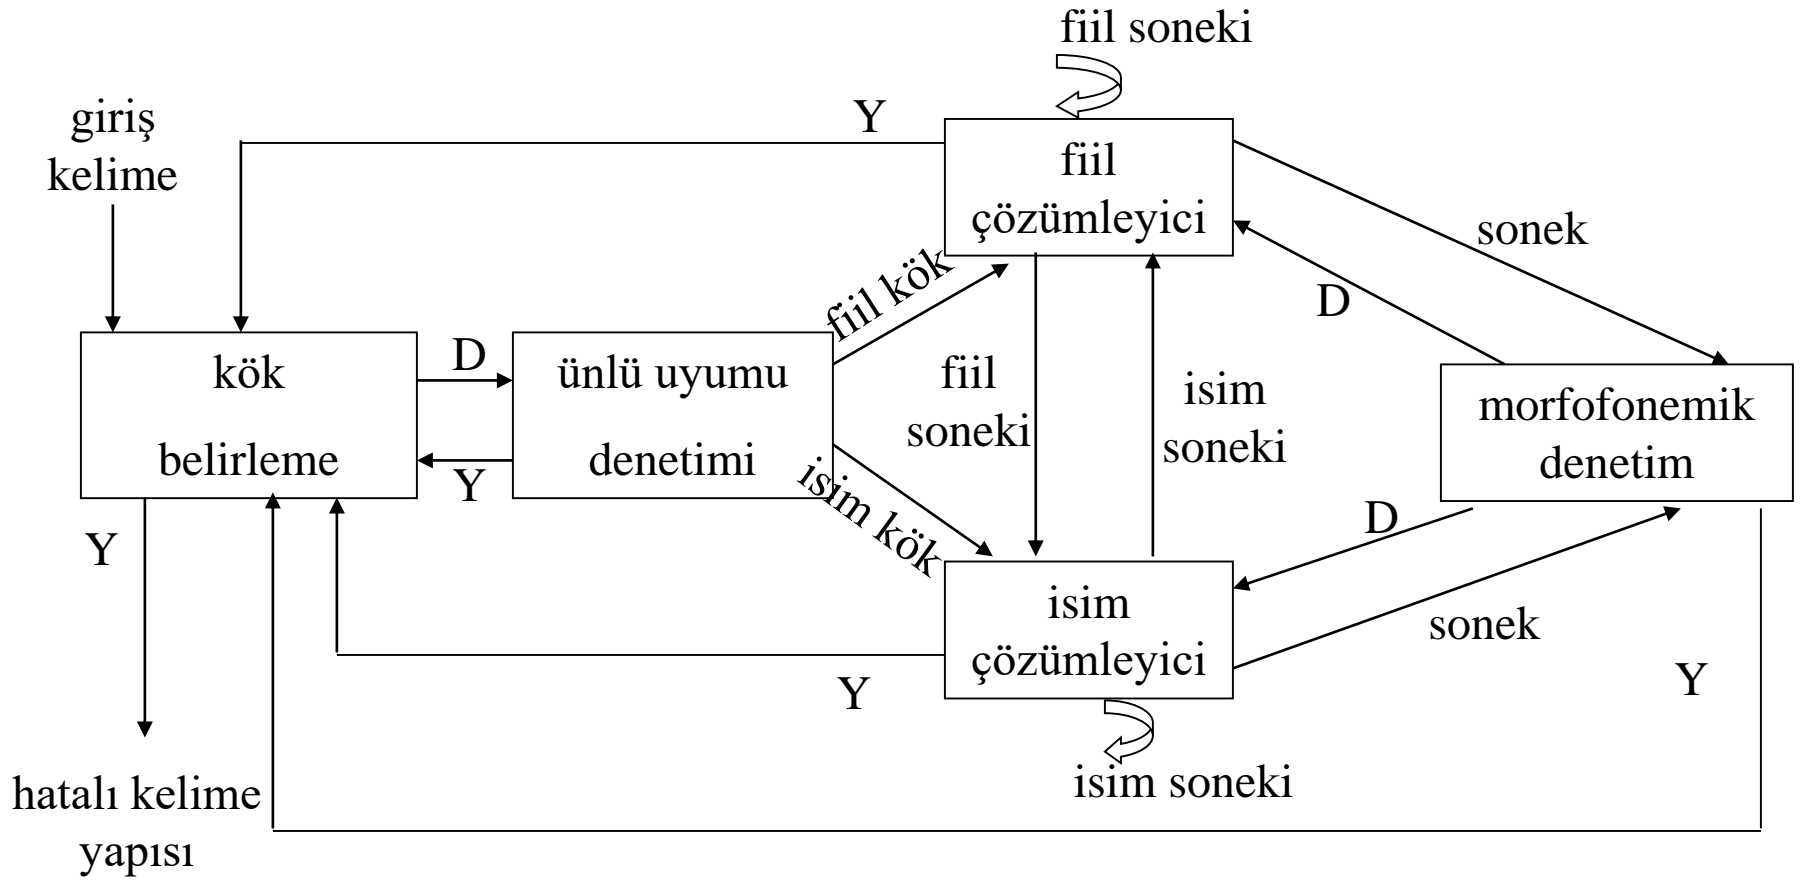 fiil soneki
giriş
kelime
Y
fiil
çözümleyici
sonek
fiil kök
D
kök
belirleme
D
Y
ünlü uyumu
denetimi
fiil
soneki
isim
soneki
morfofonemik
denetim
isim kök
D
Y
isim
çözümleyici
sonek
Y
Y
isim soneki
hatalı kelime
yapısı